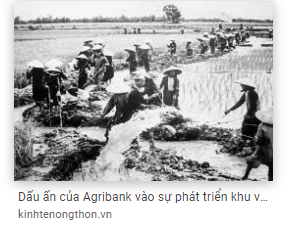 Dấu ấn của Agribank vào sự phát triển khu v...
kinhtenongthon.vn